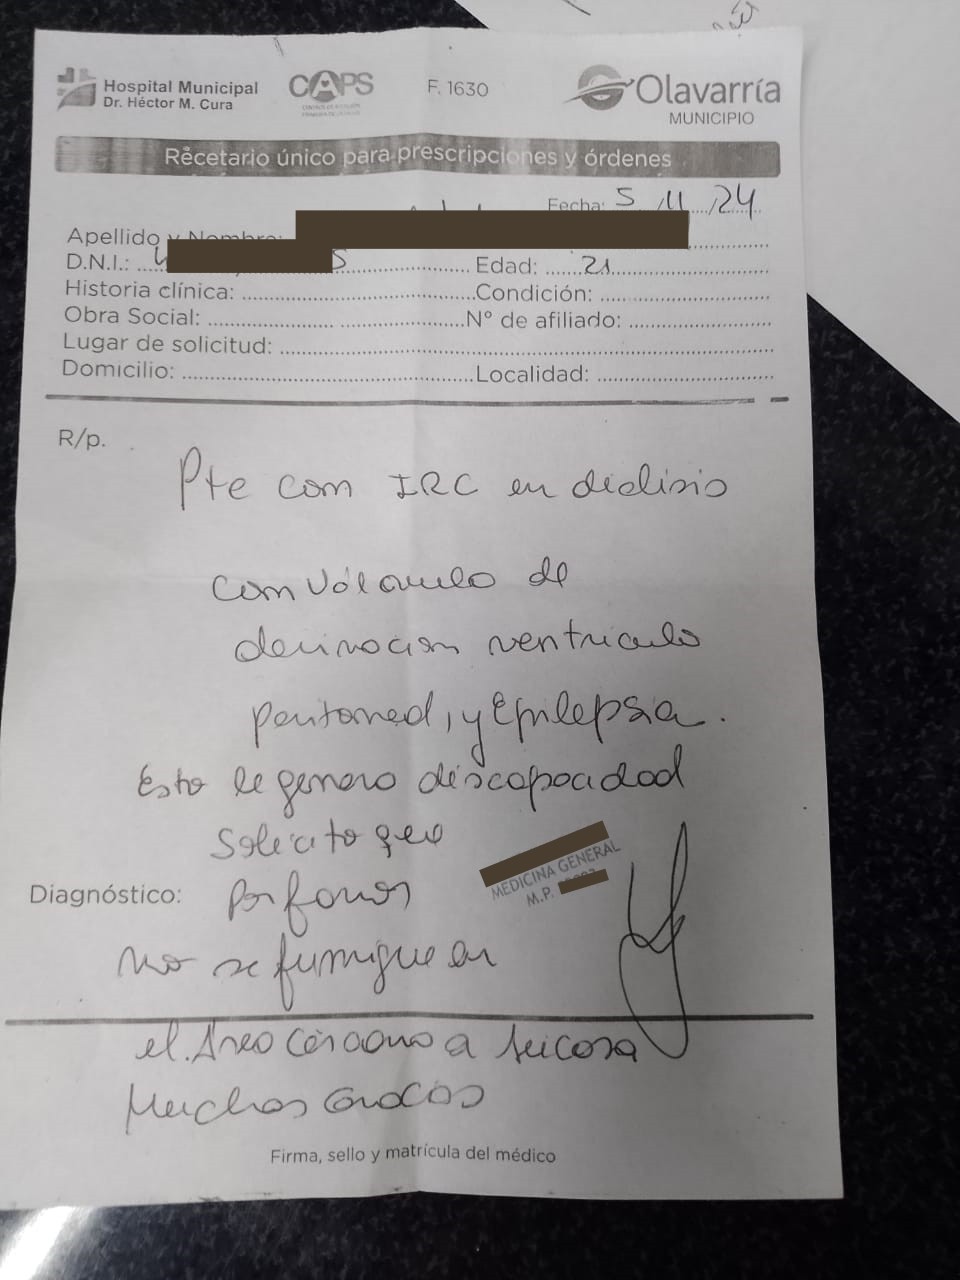 Hospital Municipal
Dr. Héctor M. Cura
CAPS
F. 1630
Olavarría
MUNICIPIO
Recetario único para prescripciones y órdenes
Fecha: 5/11/24
Apellido y Nombre:
D.N.I.: Edad: 21
Historia clínica: Condición:
Obra Social: N° de afiliado:
Lugar de solicitud:
Domicilio: Localidad:
R/p.
Pte con IRC en diálisis
con de
derivacion ventriculo
peritoneal, y Epilepsia.
Esto le genera discapacidad
Solicito que
MEDICINA GENERAL
M.P.
Diagnóstico: por favor
no se fumigue en
el Area cercana a su casa
Muchas Gracias
Firma, sello y matrícula del médico